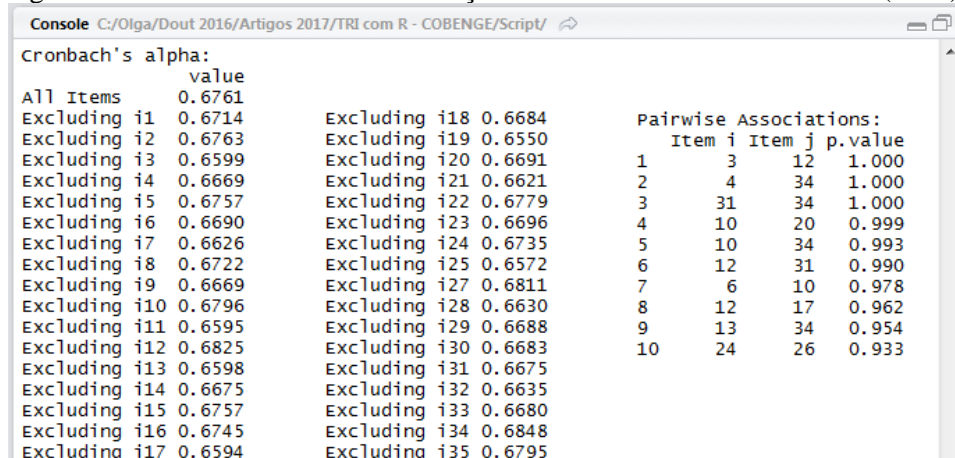 Console C:/Olga/Dout 2016/Artigos 2017/TRI com R - COBENGE/Script/
Cronbach's alpha:
value
All Items 0.6761
Excluding i1 0.6714
Excluding i2 0.6763
Excluding i3 0.6599
Excluding i4 0.6669
Excluding i5 0.6757
Excluding i6 0.6690
Excluding i7 0.6626
Excluding i8 0.6722
Excluding i9 0.6669
Excluding i10 0.6796
Excluding i11 0.6595
Excluding i12 0.6825
Excluding i13 0.6598
Excluding i14 0.6675
Excluding i15 0.6757
Excluding i16 0.6745
Excluding i17 0.6594
Excluding i18 0.6684
Excluding i19 0.6550
Excluding i20 0.6691
Excluding i21 0.6621
Excluding i22 0.6779
Excluding i23 0.6696
Excluding i24 0.6735
Excluding i25 0.6572
Excluding i27 0.6811
Excluding i28 0.6630
Excluding i29 0.6688
Excluding i30 0.6683
Excluding i31 0.6675
Excluding i32 0.6635
Excluding i33 0.6680
Excluding i34 0.6848
Excluding i35 0.6795
Pairwise Associations:
Item i Item j p.value
1 3 12 1.000
2 4 34 1.000
3 31 34 1.000
4 10 20 0.999
5 10 34 0.993
6 12 31 0.990
7 6 10 0.978
8 12 17 0.962
9 13 34 0.954
10 24 26 0.933